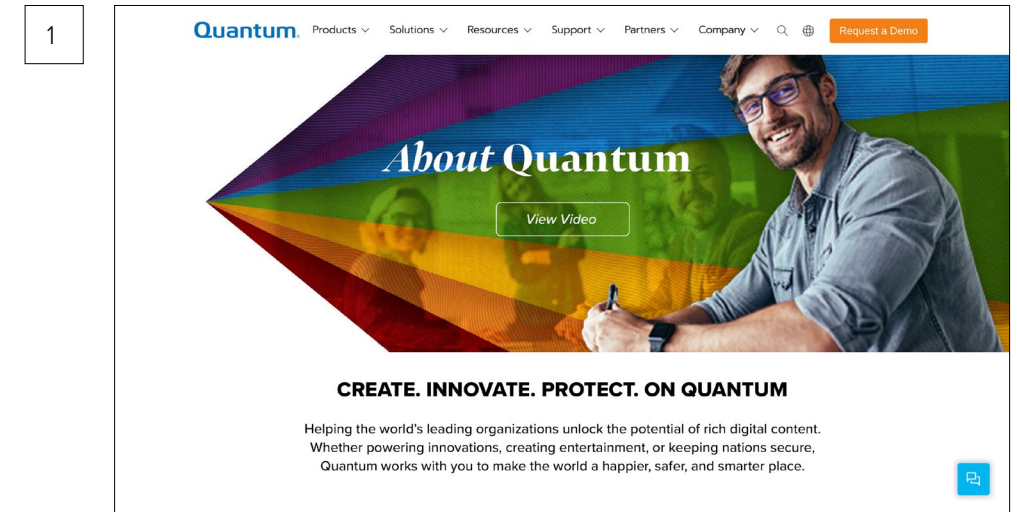 1
Quantum.
Products
Solutions
Resources
Support
Partners
Company
Request a Demo
About Quantum
View Video
CREATE. INNOVATE. PROTECT. ON QUANTUM
Helping the world's leading organizations unlock the potential of rich digital content.
Whether powering innovations, creating entertainment, or keeping nations secure,
Quantum works with you to make the world a happier, safer, and smarter place.